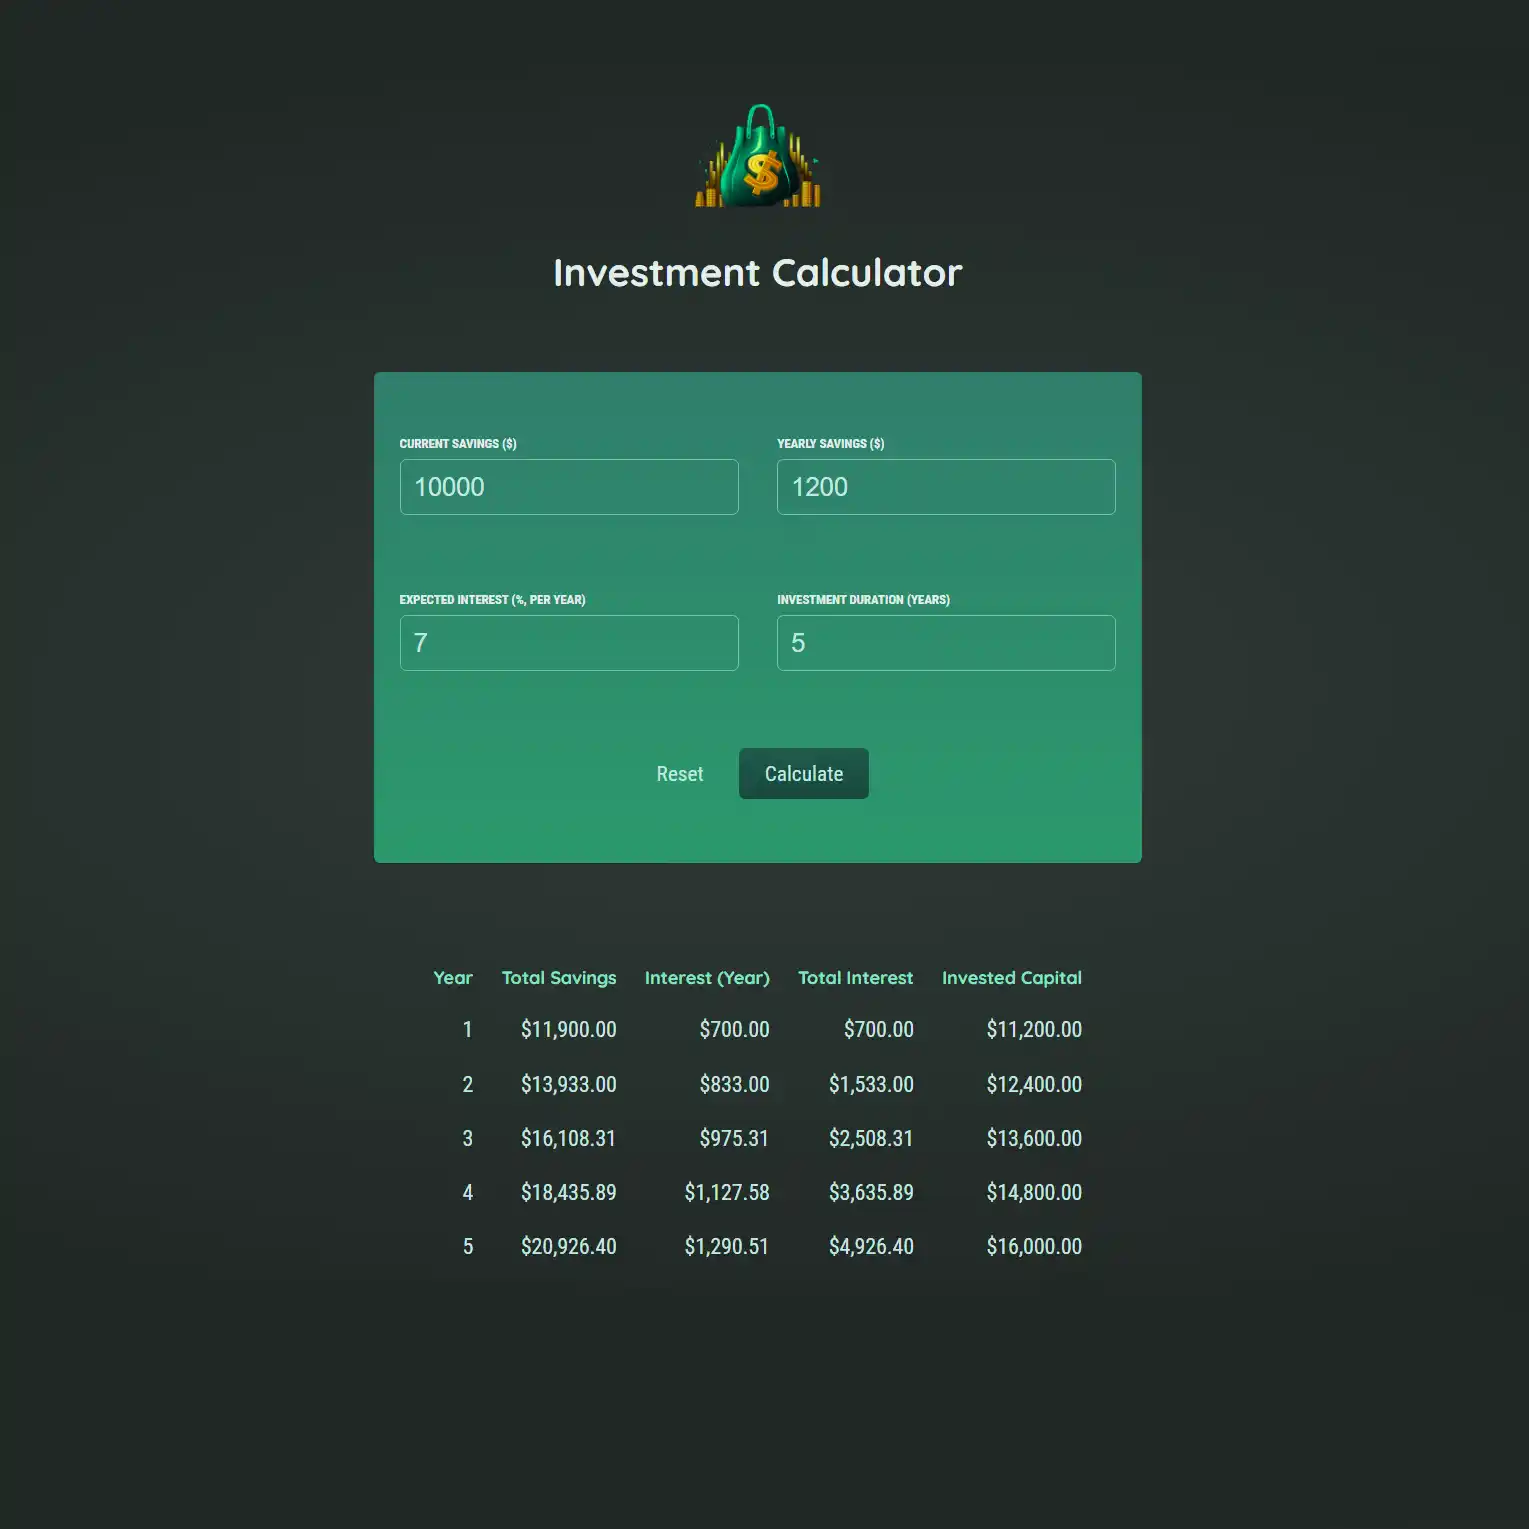 $
Investment Calculator
CURRENT SAVINGS ($) YEARLY SAVINGS ($)
10000 1200
EXPECTED INTEREST (%, PER YEAR) INVESTMENT DURATION (YEARS)
7 5
Reset Calculate
Year Total Savings Interest (Year) Total Interest Invested Capital
1 $11,900.00 $700.00 $700.00 $11,200.00
2 $13,933.00 $833.00 $1,533.00 $12,400.00
3 $16,108.31 $975.31 $2,508.31 $13,600.00
4 $18,435.89 $1,127.58 $3,635.89 $14,800.00
5 $20,926.40 $1,290.51 $4,926.40 $16,000.00